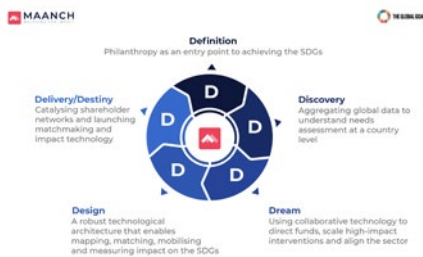 MAANCH
THE GLOBAL GOALS
Definition
Philanthropy as an entry point to achieving the SDGs
Delivery/Destiny
Catalysing shareholder
networks and launching
matchmaking and
impact technology
Discovery
Aggregating global data to
understand needs
assessment at a country
level
D
D
D
D
D
Design
A robust technological
architecture that enables
mapping, matching, mobilising
and measuring impact on the SDGs
Dream
Using collaborative technology to
direct funds, scale high-impact
interventions and align the sector